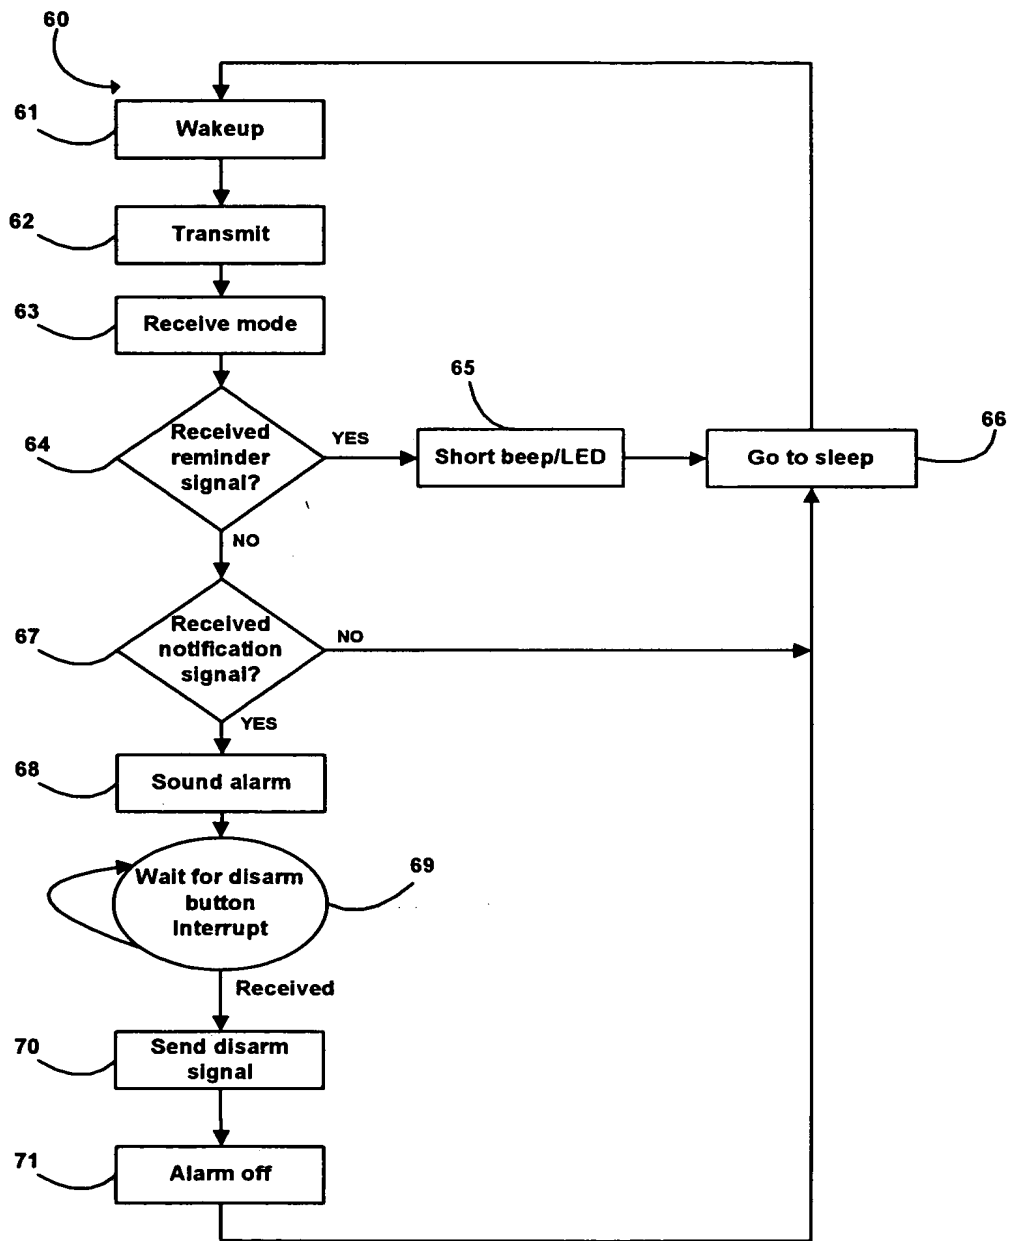 60
61
Wakeup
62
Transmit
63
Receive mode
64
Received
reminder
signal?
YES
65
Short beep/LED
66
Go to sleep
NO
67
Received
notification
signal?
NO
YES
68
Sound alarm
69
Wait for disarm
button
Interrupt
Received
70
Send disarm
signal
71
Alarm off